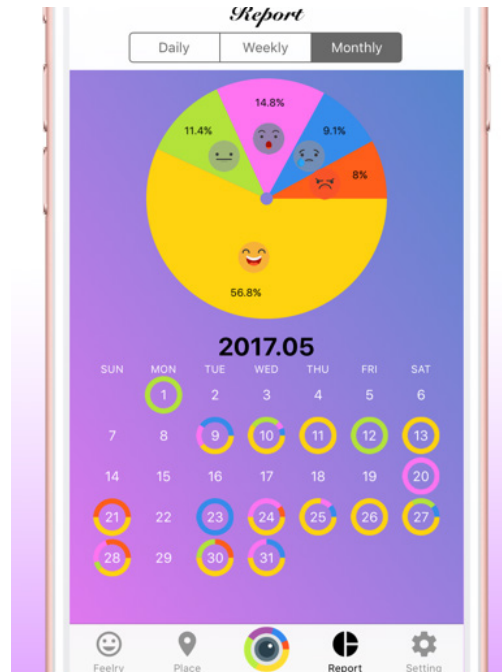 Report
Daily Weekly Monthly
14.8%
11.4% 9.1%
8%
56.8%
2017.05
SUN MON TUE WED THU FRI SAT
1 2 3 4 5 6
7 8 9 10 11 12 13
14 15 16 17 18 19 20
21 22 23 24 25 26 27
28 29 30 31
Feelry Place Report Setting